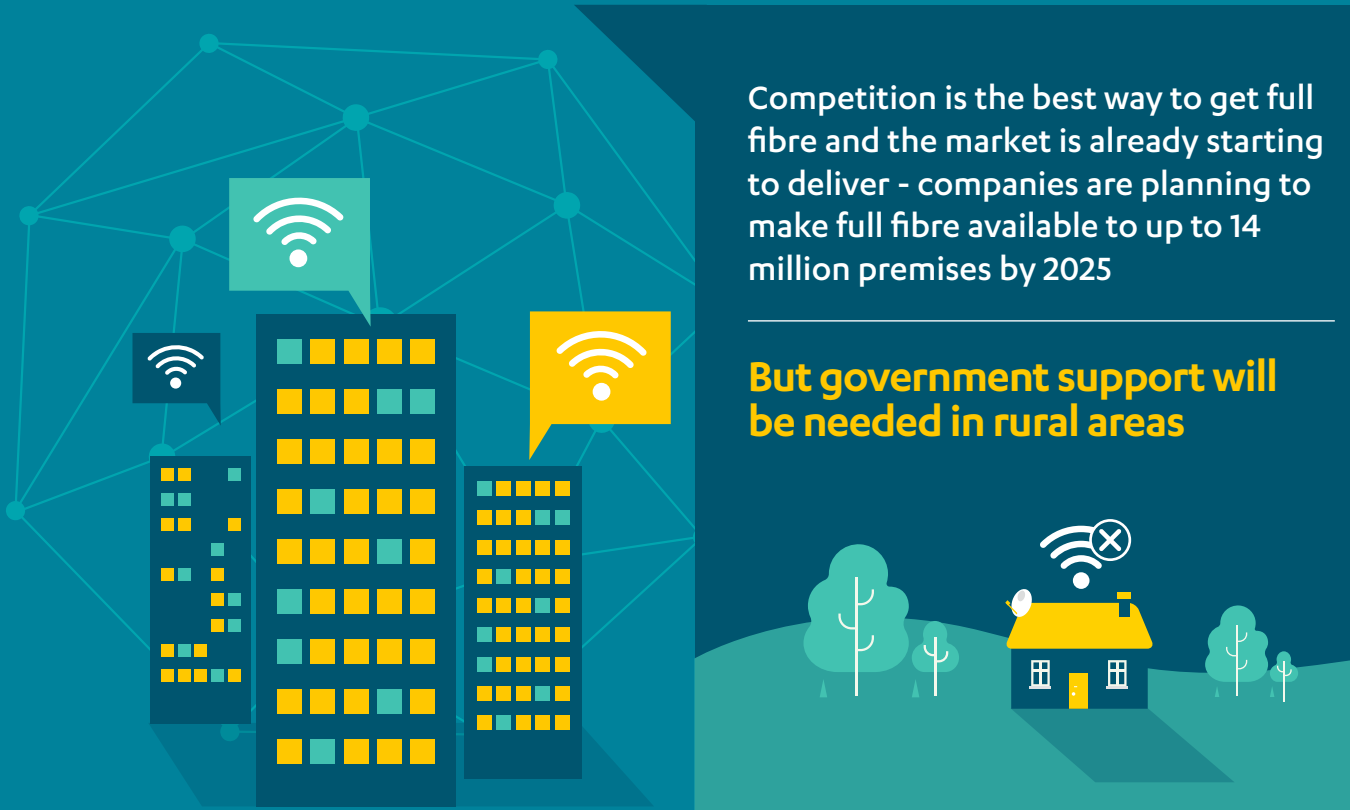 Competition is the best way to get full
fibre and the market is already starting
to deliver - companies are planning to
make full fibre available to up to 14
million premises by 2025
But government support will
be needed in rural areas